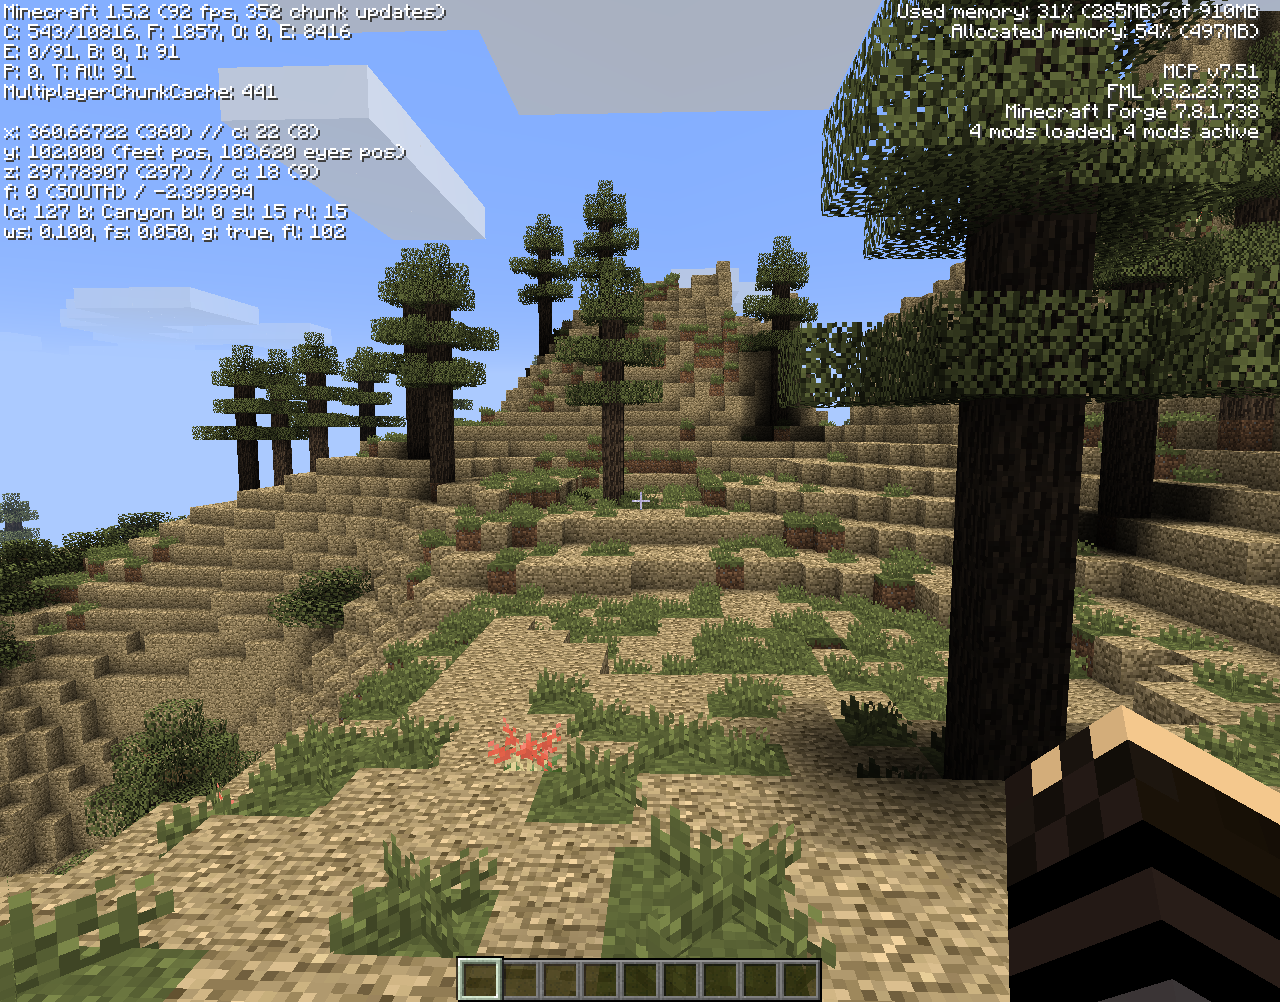 Minecraft 1.5.2 (92 fps, 352 chunk updates)
C: 543/10816. F: 1857, O: 0, E: 8416
E: 0/91. B: 0, I: 91
P: 0. T: All: 91
MultiplayerChunkCache: 441
x: 360.66722 (360) // c: 22 (8)
y: 102.000 (feet pos, 103.620 eyes pos)
z: 297.78907 (297) // c: 18 (9)
f: 0 (SOUTH) / -2.399994
lc: 127 b: Canyon bl: 0 sl: 15 rl: 15
ws: 0.100, fs: 0.050, g: true, fl: 102
Used memory: 31% (285MB) of 910MB
Allocated memory: 54% (497MB)
MCP v7.51
FML v5.2.23.738
Minecraft Forge 7.8.1.738
4 mods loaded, 4 mods active